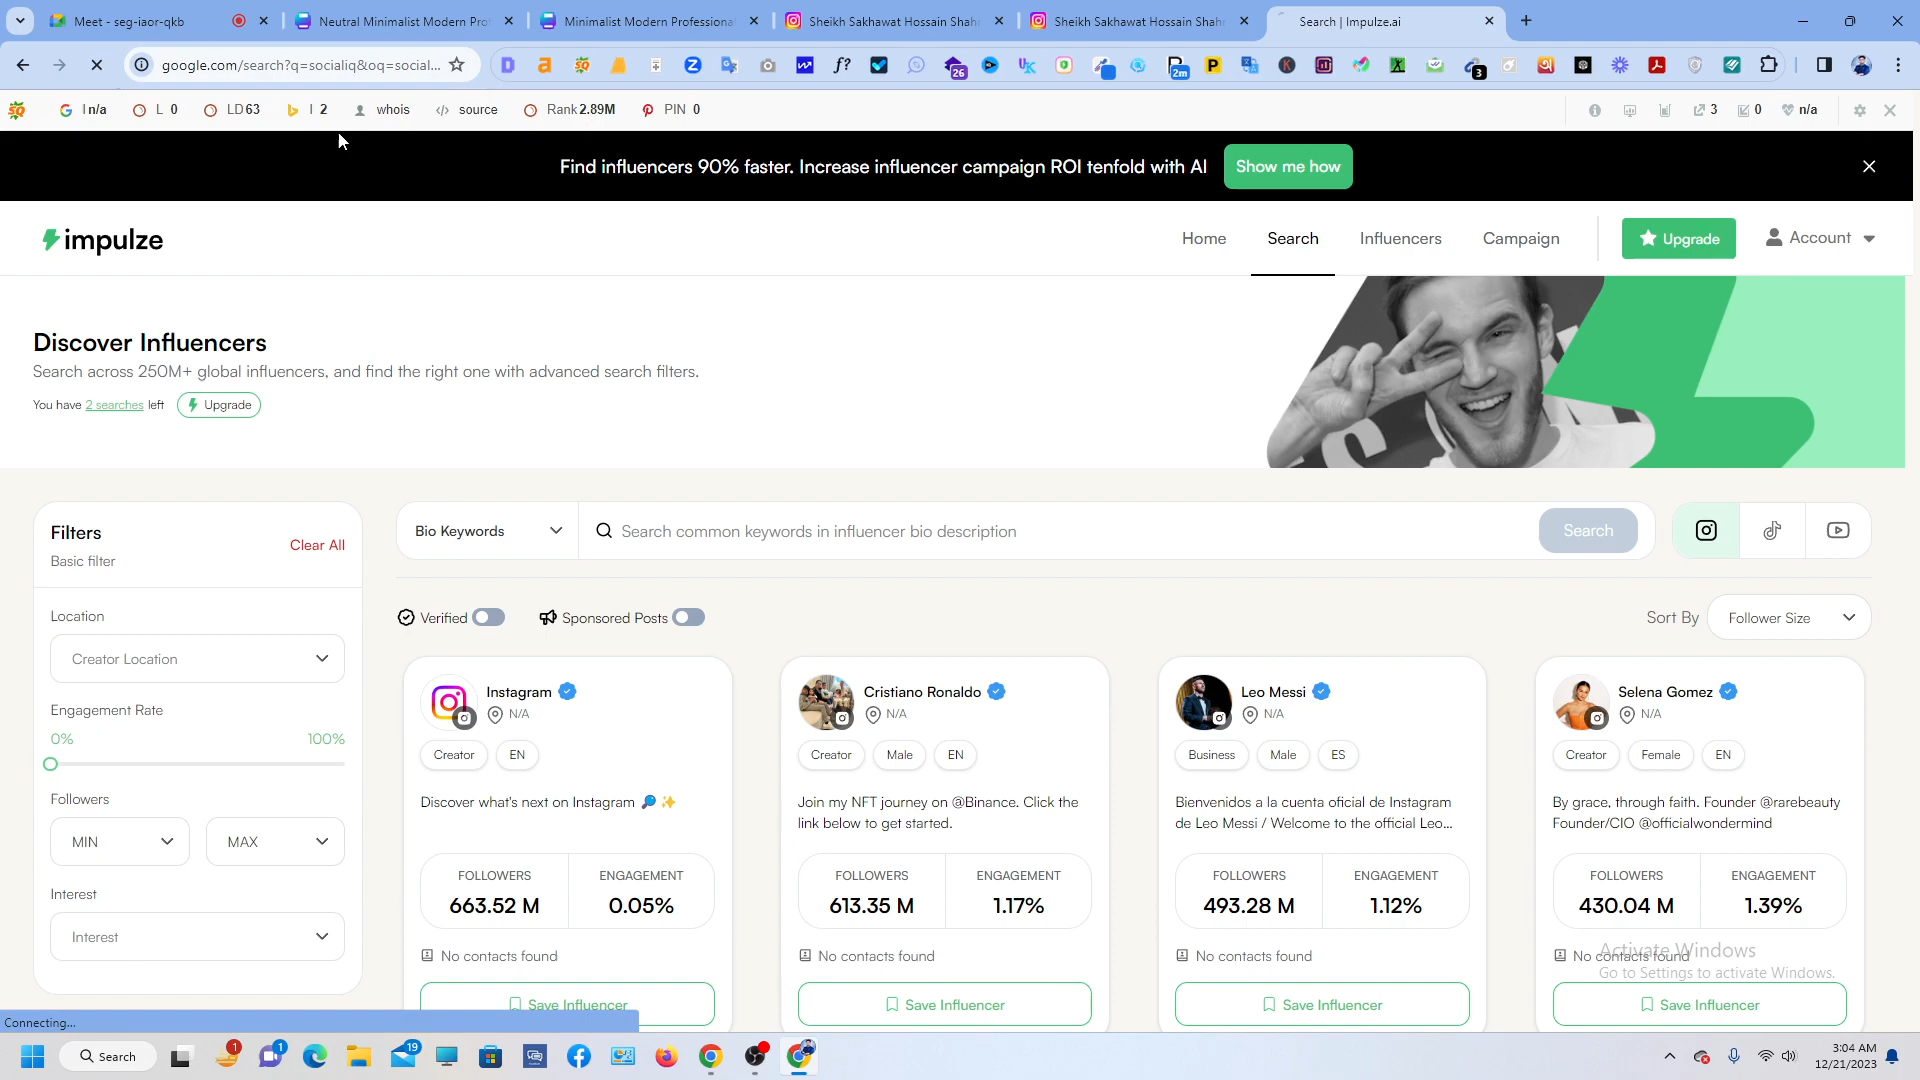 Meet - seg-iaor-qkb
Neutral Minimalist Modern Pro
Minimalist Modern Professiona
Sheikh Sakhawat Hossain Shah
Sheikh Sakhawat Hossain Shah
Search | Impulze.ai
google.com/search?q=socialiq&oq=social...
26
2m
3
I n/a
L 0
LD 63
I 2
whois
source
Rank 2.89M
PIN 0
3
0
n/a
Find influencers 90% faster. Increase influencer campaign ROI tenfold with AI
Show me how
impulze
Home
Search
Influencers
Campaign
Upgrade
Account
Discover Influencers
Search across 250M+ global influencers, and find the right one with advanced search filters.
You have 2 searches left
Upgrade
Filters
Basic filter
Clear All
Bio Keywords
Search common keywords in influencer bio description
Search
Location
Creator Location
Engagement Rate
0%
100%
Followers
MIN
MAX
Interest
Interest
Verified
Sponsored Posts
Sort By
Follower Size
Instagram
N/A
Creator
EN
Discover what's next on Instagram 🔎 ✨
FOLLOWERS
663.52 M
ENGAGEMENT
0.05%
No contacts found
Save Influencer
Cristiano Ronaldo
N/A
Creator
Male
EN
Join my NFT journey on @Binance. Click the
link below to get started.
FOLLOWERS
613.35 M
ENGAGEMENT
1.17%
No contacts found
Save Influencer
Leo Messi
N/A
Business
Male
ES
Bienvenidos a la cuenta oficial de Instagram
de Leo Messi / Welcome to the official Leo...
FOLLOWERS
493.28 M
ENGAGEMENT
1.12%
No contacts found
Save Influencer
Selena Gomez
N/A
Creator
Female
EN
By grace, through faith. Founder @rarebeauty
Founder/CIO @officialwondermind
FOLLOWERS
430.04 M
ENGAGEMENT
1.39%
No contacts found
Save Influencer
Activate Windows
Go to Settings to activate Windows.
Connecting...
Search
1
1
19
3:04 AM
12/21/2023